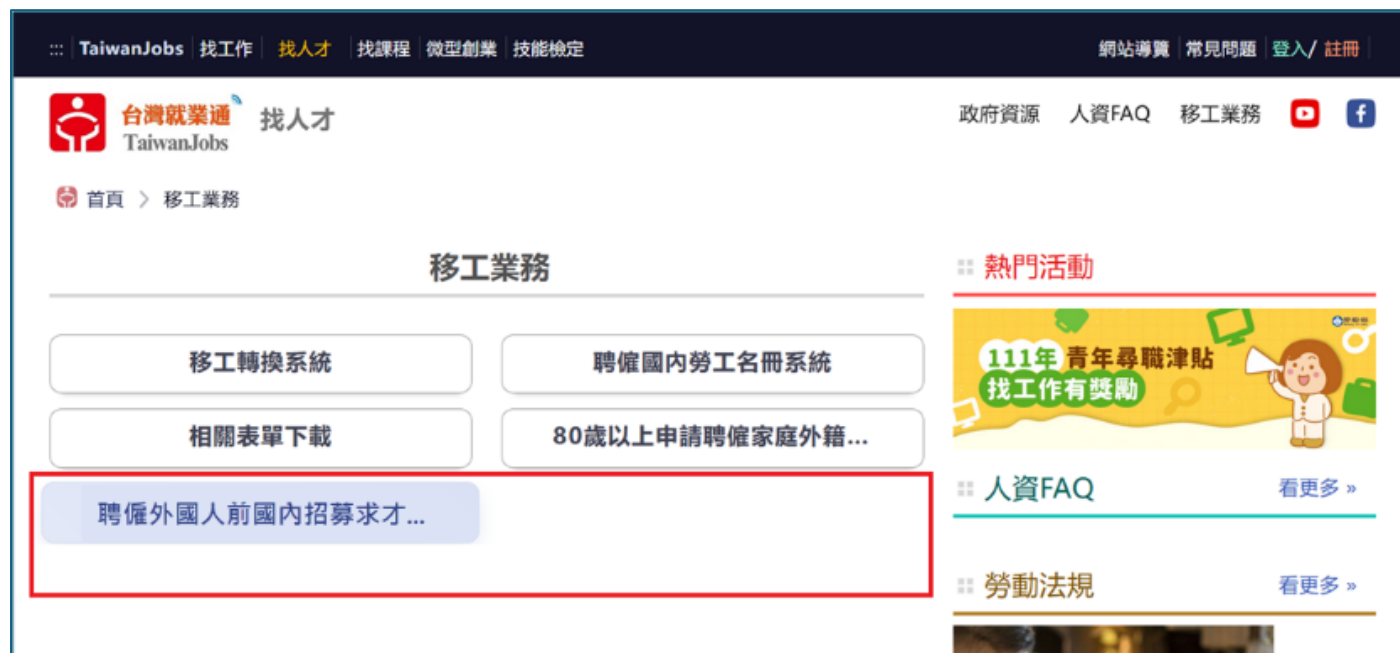 ::: TaiwanJobs 找工作 找人才 找課程 微型創業 技能檢定 網站導覽 常見問題 登入/ 註冊
台灣就業通 找人才 政府資源 人資FAQ 移工業務
TaiwanJobs
首頁 > 移工業務
移工業務
移工轉換系統 聘僱國內勞工名冊系統
相關表單下載 80歲以上申請聘僱家庭外籍...
聘僱外國人前國內招募求才...
熱門活動
111年 青年尋職津貼
找工作有獎勵
人資FAQ 看更多 »
勞動法規 看更多 »